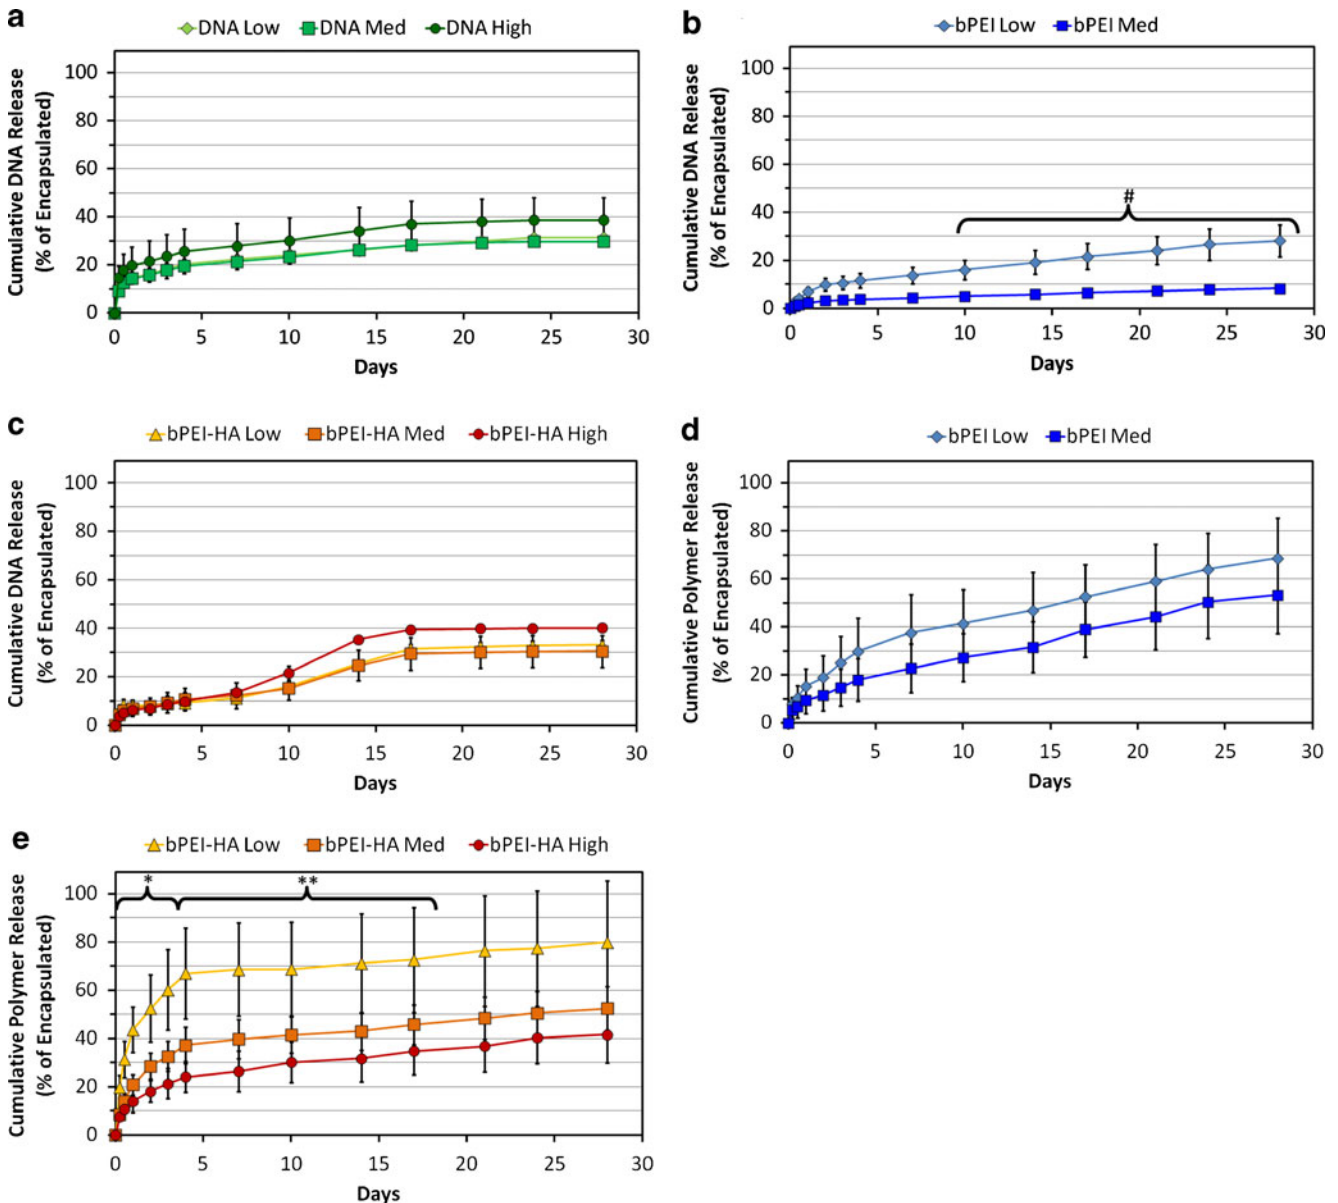 a
DNA Low DNA Med DNA High
Cumulative DNA Release
(% of Encapsulated)
100
80
60
40
20
0
0 5 10 15 20 25 30
Days
b
bPEI Low bPEI Med
Cumulative DNA Release
(% of Encapsulated)
100
80
60
40
20
0
#
0 5 10 15 20 25 30
Days
c
bPEI-HA Low bPEI-HA Med bPEI-HA High
Cumulative DNA Release
(% of Encapsulated)
100
80
60
40
20
0
0 5 10 15 20 25 30
Days
d
bPEI Low bPEI Med
Cumulative Polymer Release
(% of Encapsulated)
100
80
60
40
20
0
0 5 10 15 20 25 30
Days
e
bPEI-HA Low bPEI-HA Med bPEI-HA High
Cumulative Polymer Release
(% of Encapsulated)
100
80
60
40
20
0
* **
0 5 10 15 20 25 30
Days